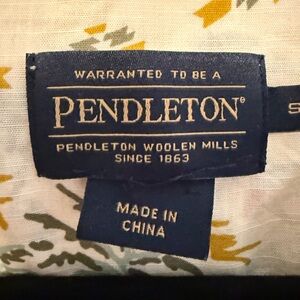 WARRANTED TO BE A
PENDLETON®
PENDLETON WOOLEN MILLS
SINCE 1863
S
MADE IN
CHINA